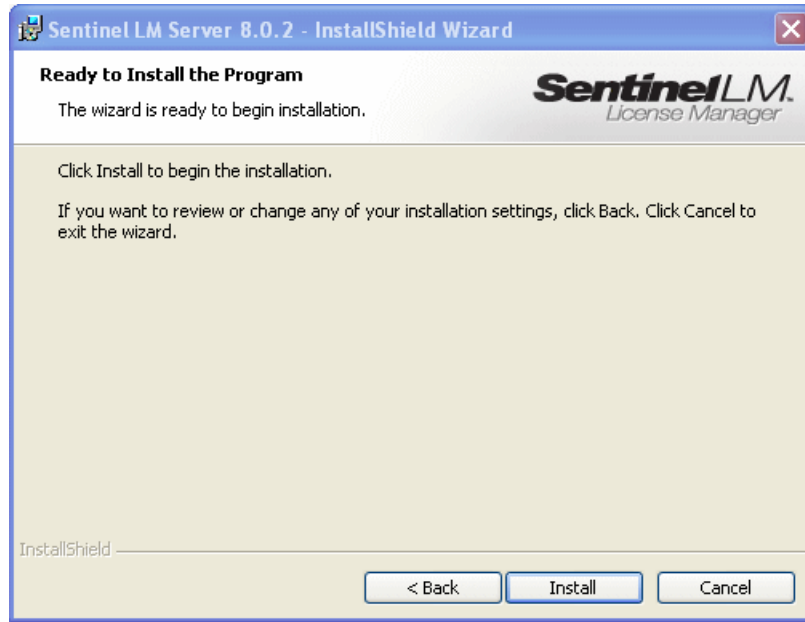 Sentinel LM Server 8.0.2 - InstallShield Wizard
Ready to Install the Program
The wizard is ready to begin installation.
SentinelLM.
License Manager
Click Install to begin the installation.
If you want to review or change any of your installation settings, click Back. Click Cancel to
exit the wizard.
InstallShield
< Back
Install
Cancel